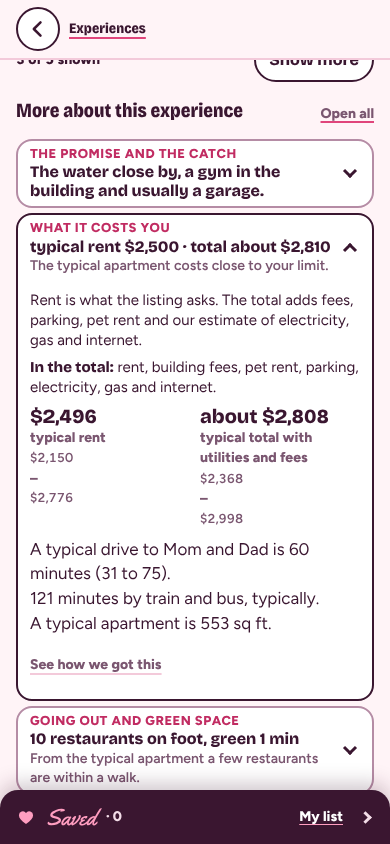 Experiences
5 of 5 shown
Show more
More about this experience
Open all
THE PROMISE AND THE CATCH
The water close by, a gym in the
building and usually a garage.
WHAT IT COSTS YOU
typical rent $2,500 · total about $2,810
The typical apartment costs close to your limit.
Rent is what the listing asks. The total adds fees,
parking, pet rent and our estimate of electricity,
gas and internet.
In the total: rent, building fees, pet rent, parking,
electricity, gas and internet.
$2,496
typical rent
$2,150
–
$2,776
about $2,808
typical total with
utilities and fees
$2,368
–
$2,998
A typical drive to Mom and Dad is 60
minutes (31 to 75).
121 minutes by train and bus, typically.
A typical apartment is 553 sq ft.
See how we got this
GOING OUT AND GREEN SPACE
10 restaurants on foot, green 1 min
From the typical apartment a few restaurants
are within a walk.
Saved · 0
My list